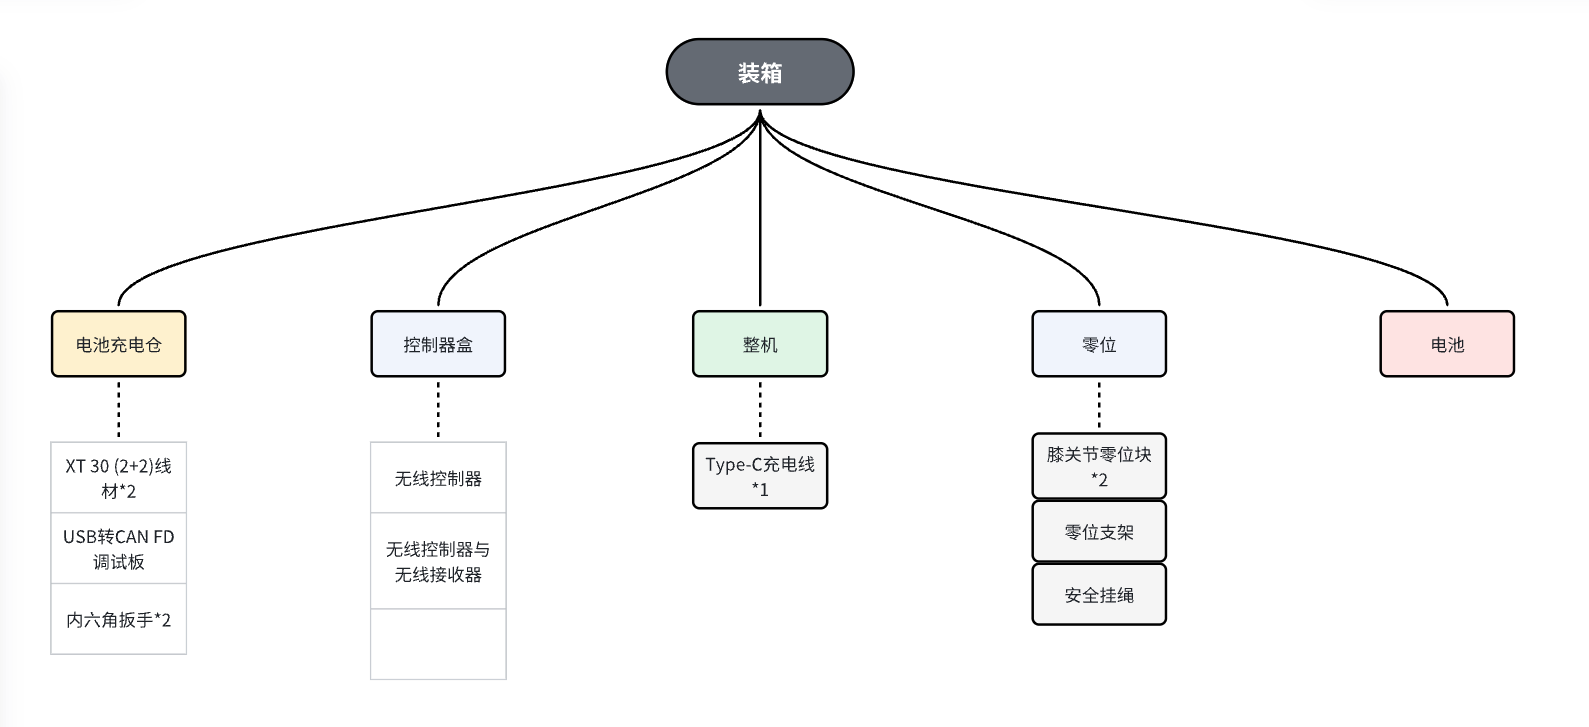 装箱
电池充电仓
控制器盒
整机
零位
电池
XT 30 (2+2)线
材*2
USB转CAN FD
调试板
内六角扳手*2
无线控制器
无线控制器与
无线接收器
Type-C充电线
*1
膝关节零位块
*2
零位支架
安全挂绳